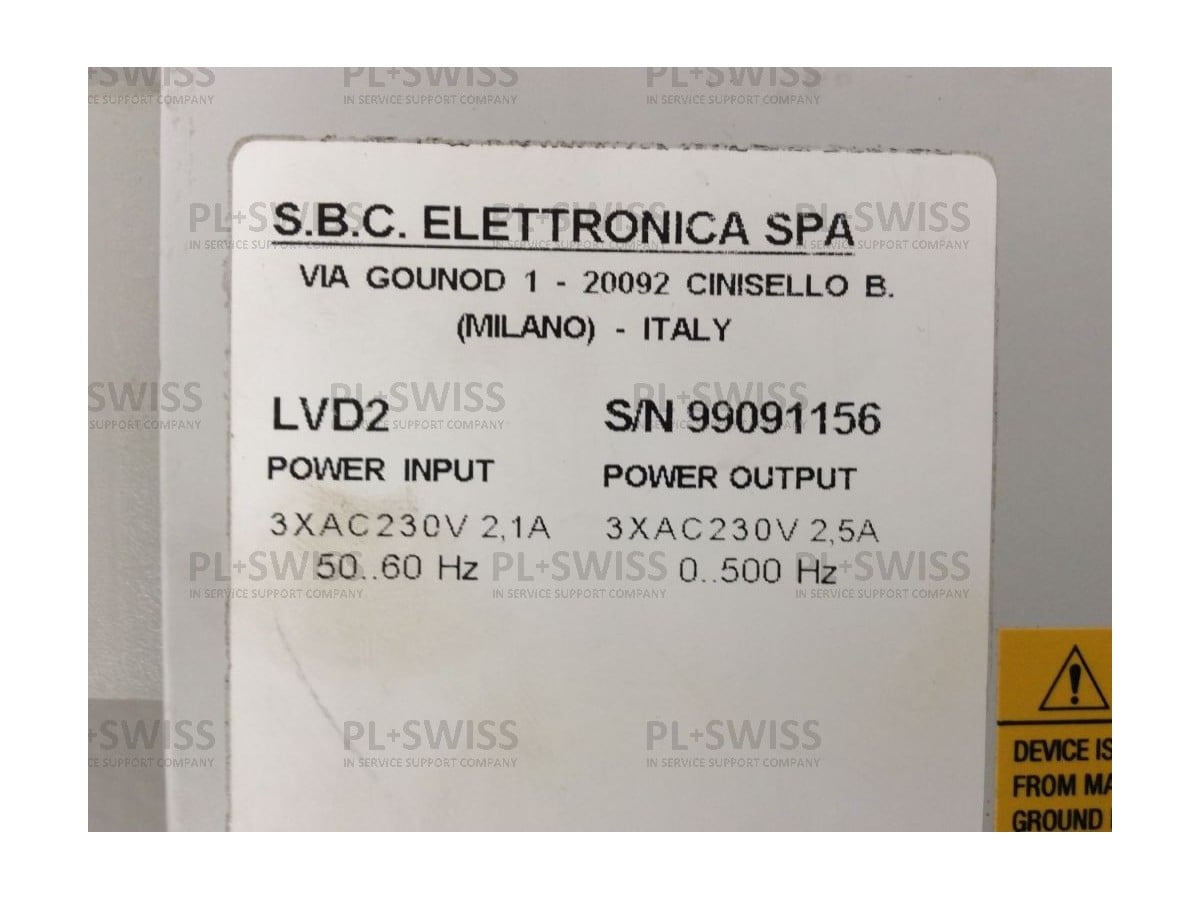 PL+SWISS
IN SERVICE SUPPORT COMPANY
S.B.C. ELETTRONICA SPA
VIA GOUNOD 1 - 20092 CINISELLO B.
(MILANO) - ITALY
LVD2 S/N 99091156
POWER INPUT POWER OUTPUT
3XAC230V 2,1A 3XAC230V 2,5A
50..60 Hz 0..500 Hz
DEVICE IS
FROM MA
GROUND